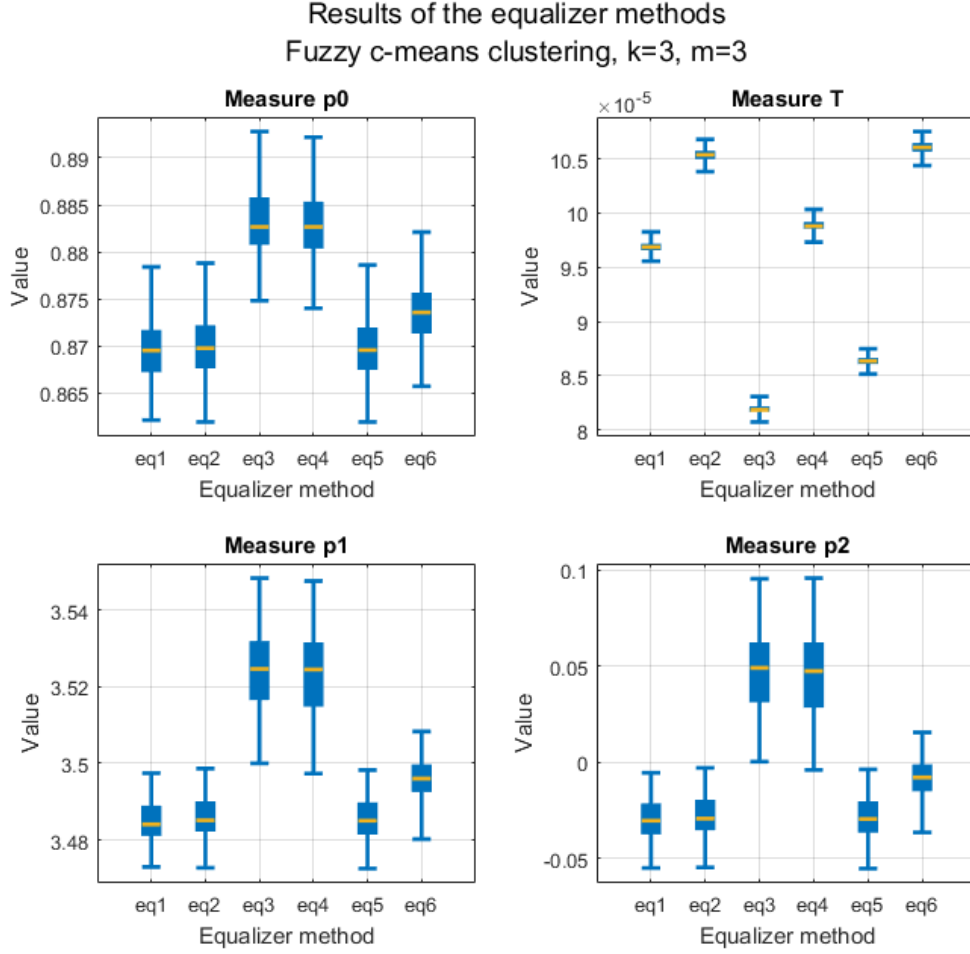 Results of the equalizer methods
Fuzzy c-means clustering, k=3, m=3
Measure p0
0.89
0.885
0.88
0.875
0.87
0.865
Value
eq1 eq2 eq3 eq4 eq5 eq6
Equalizer method
×10^-5
Measure T
10.5
10
9.5
9
8.5
8
Value
eq1 eq2 eq3 eq4 eq5 eq6
Equalizer method
Measure p1
3.54
3.52
3.5
3.48
Value
eq1 eq2 eq3 eq4 eq5 eq6
Equalizer method
Measure p2
0.1
0.05
0
-0.05
Value
eq1 eq2 eq3 eq4 eq5 eq6
Equalizer method